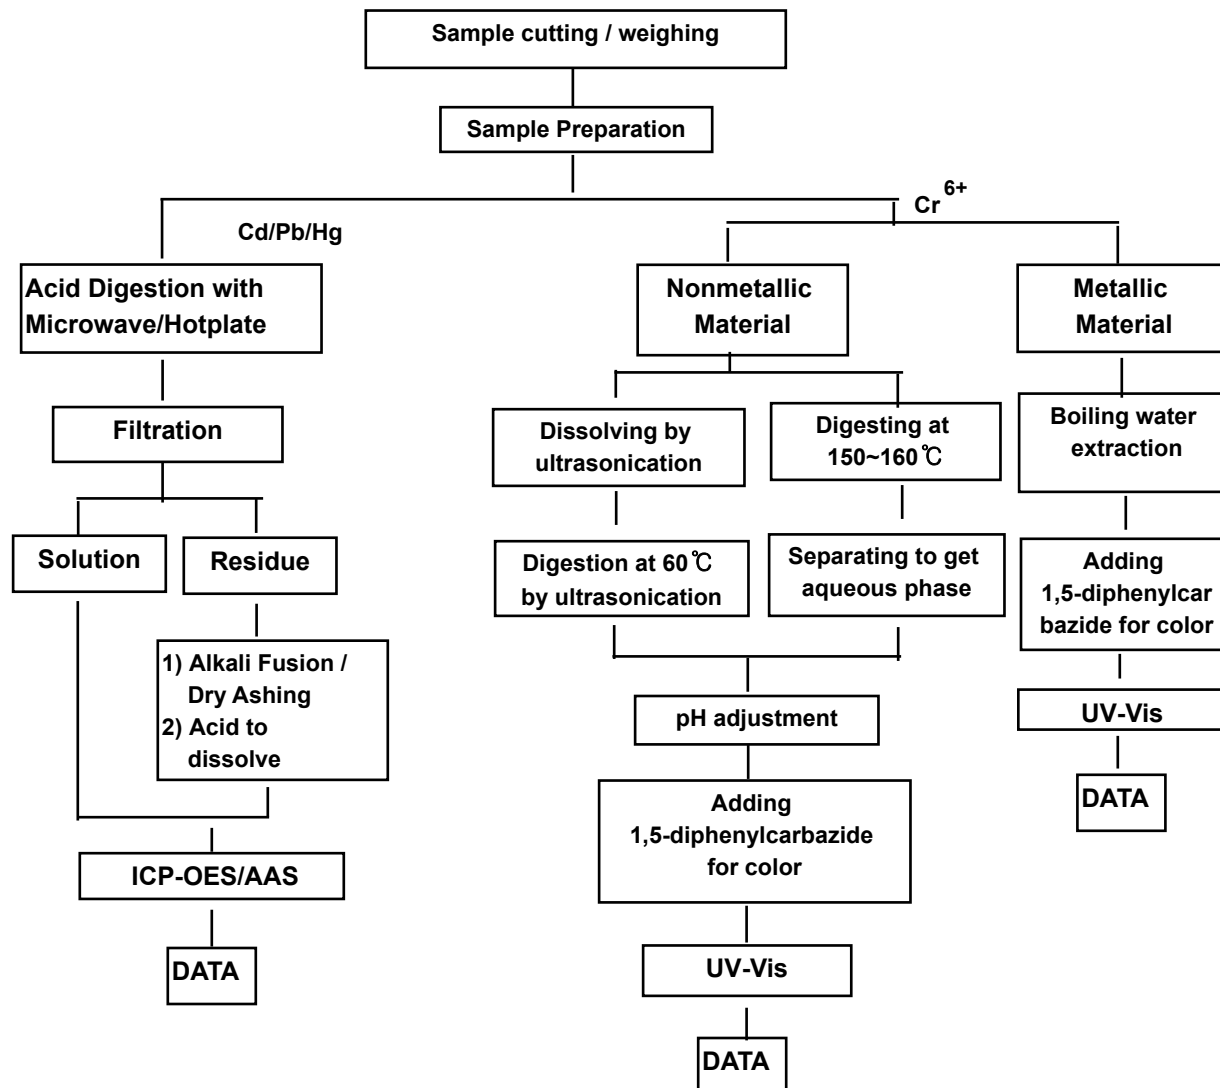 Sample cutting / weighing
Sample Preparation
Cd/Pb/Hg
Cr 6+
Acid Digestion with
Microwave/Hotplate
Nonmetallic
Material
Metallic
Material
Filtration
Dissolving by
ultrasonication
Digesting at
150~160℃
Boiling water
extraction
Solution
Residue
Digestion at 60℃
by ultrasonication
Separating to get
aqueous phase
Adding
1,5-diphenylcar
bazide for color
1) Alkali Fusion /
Dry Ashing
2) Acid to
dissolve
pH adjustment
UV-Vis
DATA
Adding
1,5-diphenylcarbazide
for color
ICP-OES/AAS
DATA
UV-Vis
DATA